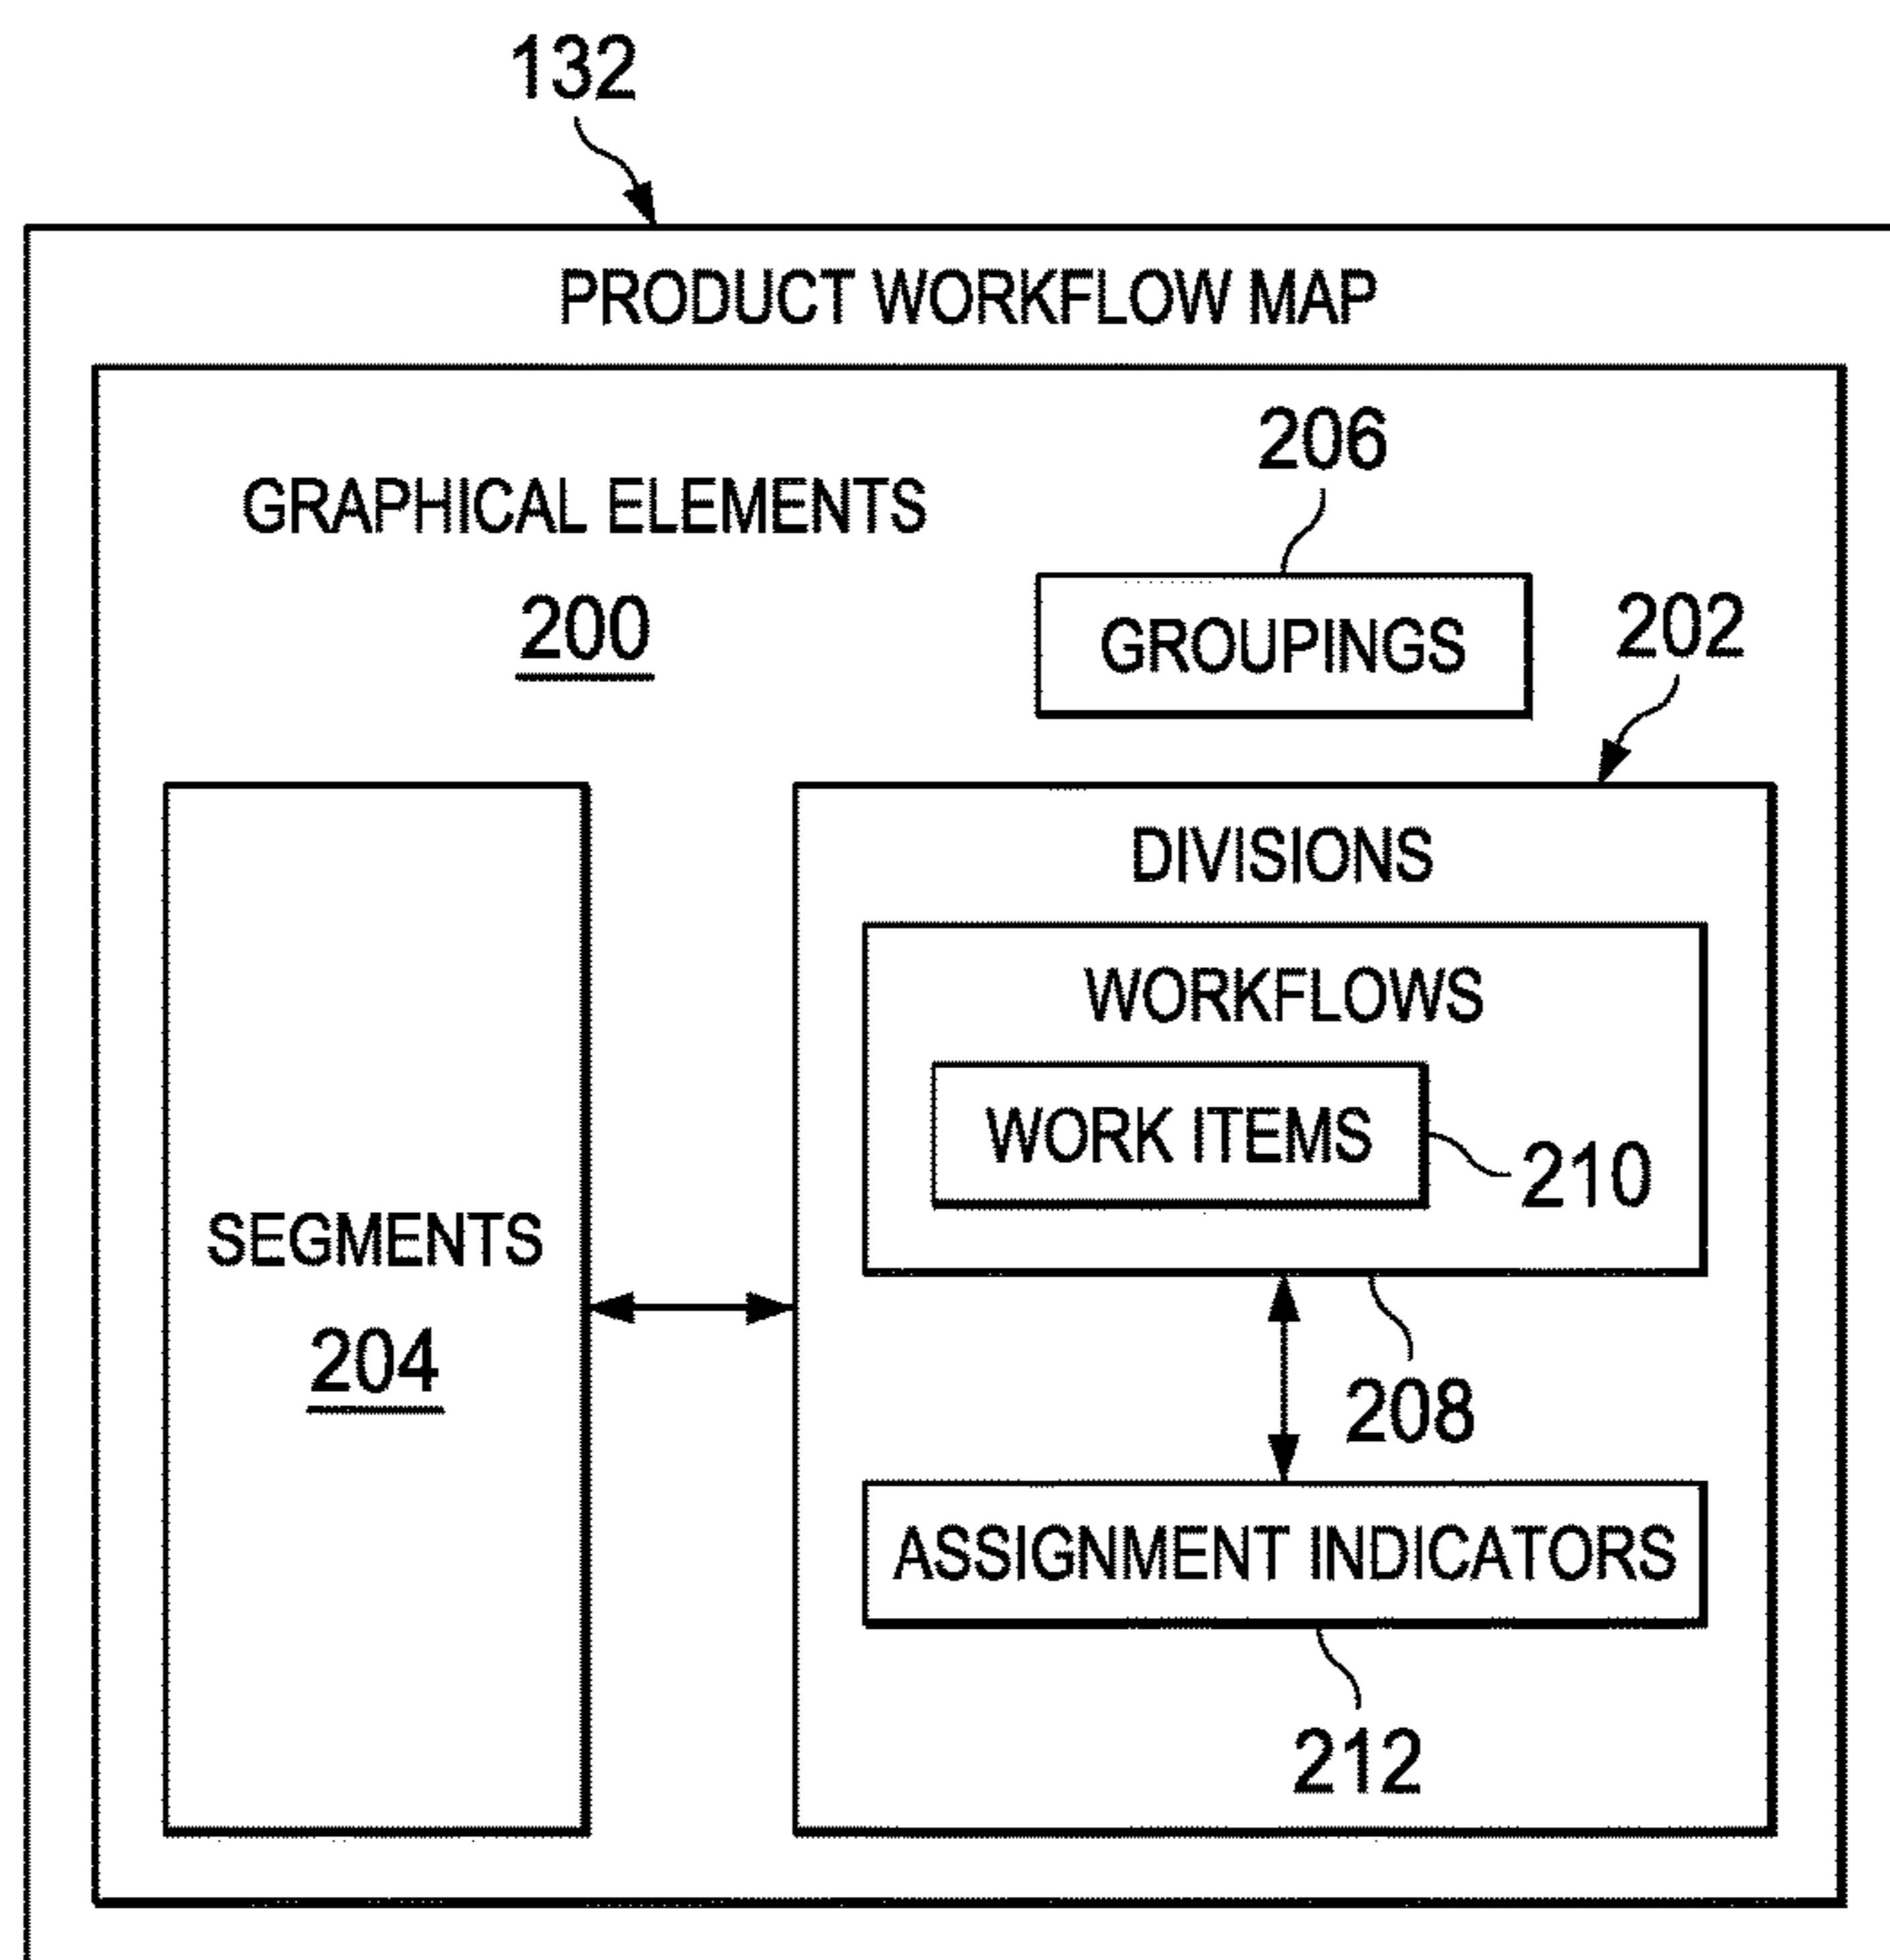 132
PRODUCT WORKFLOW MAP
206
GRAPHICAL ELEMENTS
200
GROUPINGS
202
DIVISIONS
WORKFLOWS
WORK ITEMS
210
SEGMENTS
204
208
ASSIGNMENT INDICATORS
212